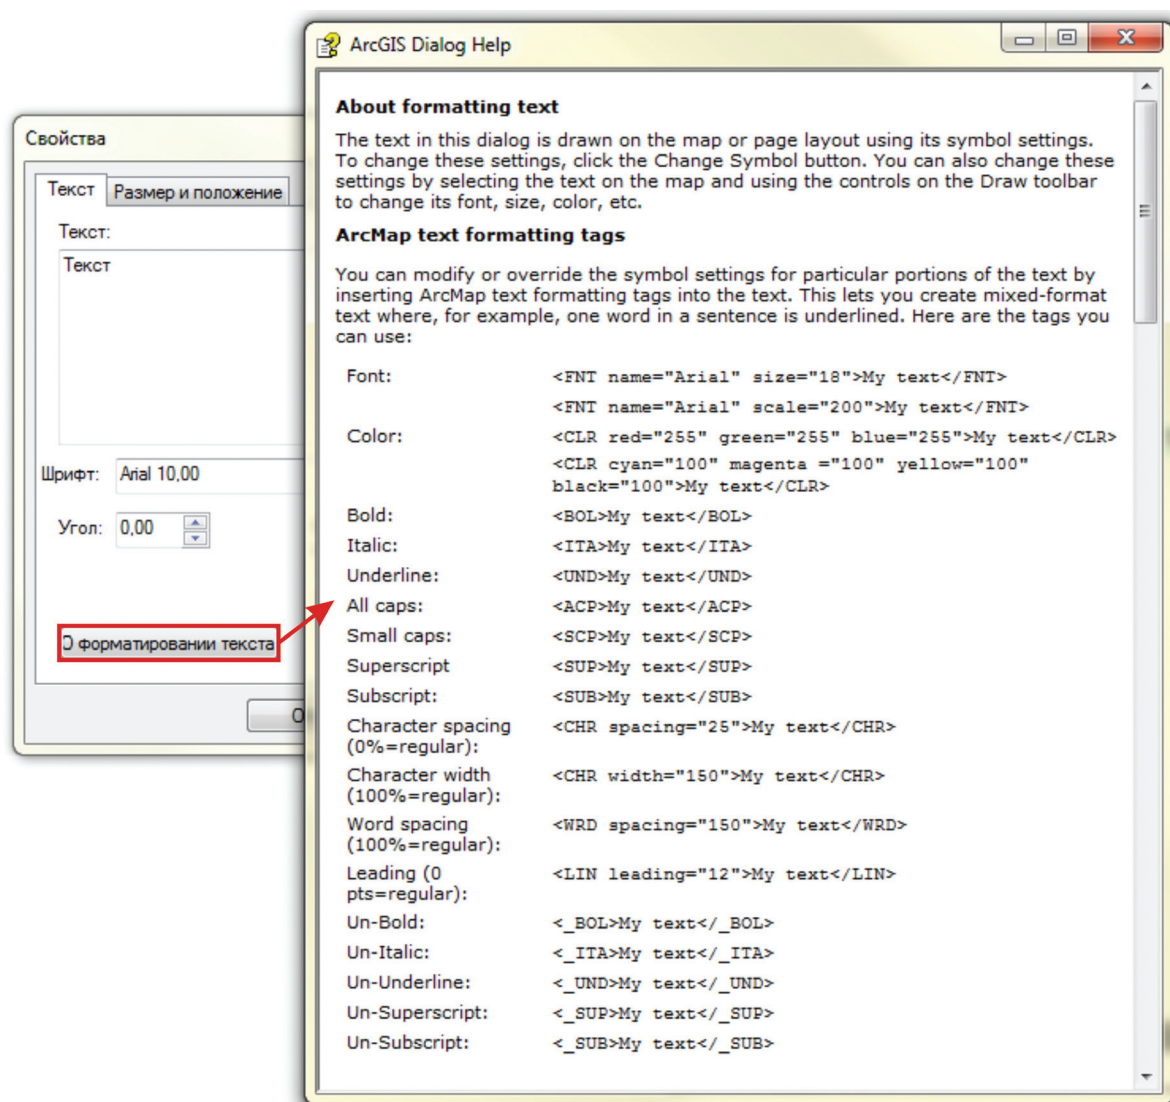 ArcGIS Dialog Help
Свойства
Текст Размер и положение
Текст:
Текст
Шрифт: Arial 10,00
Угол: 0,00
О форматировании текста
О
About formatting text
The text in this dialog is drawn on the map or page layout using its symbol settings.
To change these settings, click the Change Symbol button. You can also change these
settings by selecting the text on the map and using the controls on the Draw toolbar
to change its font, size, color, etc.
ArcMap text formatting tags
You can modify or override the symbol settings for particular portions of the text by
inserting ArcMap text formatting tags into the text. This lets you create mixed-format
text where, for example, one word in a sentence is underlined. Here are the tags you
can use:
Font: <FNT name="Arial" size="18">My text</FNT>
<FNT name="Arial" scale="200">My text</FNT>
Color: <CLR red="255" green="255" blue="255">My text</CLR>
<CLR cyan="100" magenta ="100" yellow="100"
black="100">My text</CLR>
Bold: <BOL>My text</BOL>
Italic: <ITA>My text</ITA>
Underline: <UND>My text</UND>
All caps: <ACP>My text</ACP>
Small caps: <SCP>My text</SCP>
Superscript <SUP>My text</SUP>
Subscript: <SUB>My text</SUB>
Character spacing <CHR spacing="25">My text</CHR>
(0%=regular):
Character width <CHR width="150">My text</CHR>
(100%=regular):
Word spacing <WRD spacing="150">My text</WRD>
(100%=regular):
Leading (0 <LIN leading="12">My text</LIN>
pts=regular):
Un-Bold: <_BOL>My text</_BOL>
Un-Italic: <_ITA>My text</_ITA>
Un-Underline: <_UND>My text</_UND>
Un-Superscript: <_SUP>My text</_SUP>
Un-Subscript: <_SUB>My text</_SUB>